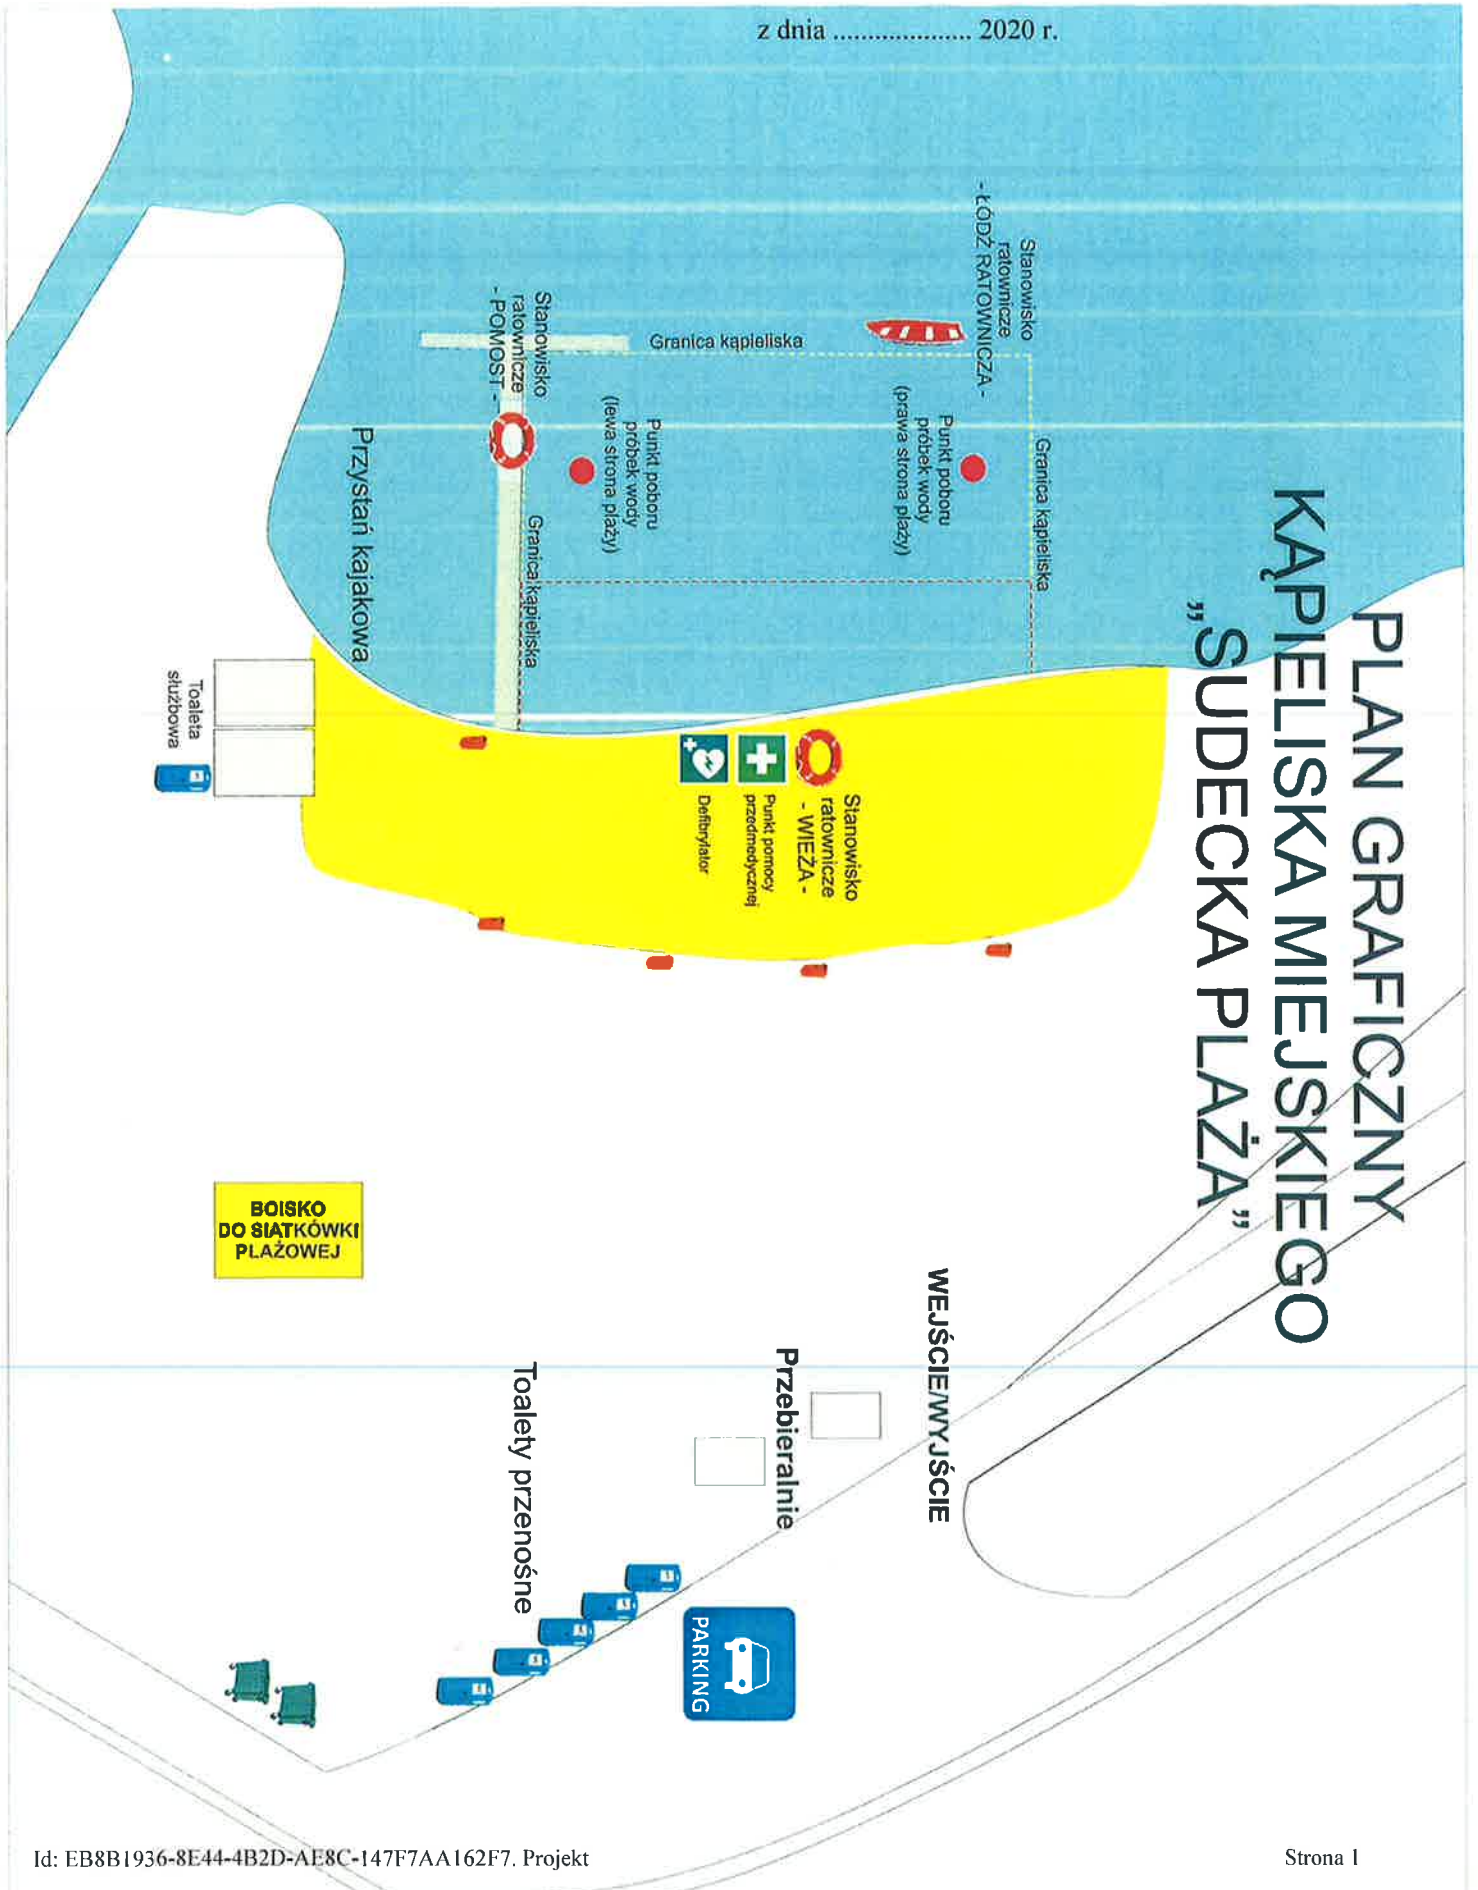 z dnia .................... 2020 r.
PLAN GRAFICZNY
KĄPIELISKA MIEJSKIEGO
„SUDECKA PLAŻA”
Stanowisko
ratownicze
- ŁÓDŹ RATOWNICZA -
Granica kąpieliska
Granica kąpieliska
Punkt poboru
próbek wody
(prawa strona plaży)
Punkt poboru
próbek wody
(lewa strona plaży)
Stanowisko
ratownicze
- POMOST -
Granica kąpieliska
Przystań kajakowa
Toaleta
służbowa
Stanowisko
ratownicze
- WIEŻA -
Punkt pomocy
przedmedycznej
Defibrylator
BOISKO
DO SIATKÓWKI
PLAŻOWEJ
WEJŚCIE/WYJŚCIE
Przebieralnie
Toalety przenośne
PARKING
Id: EB8B1936-8E44-4B2D-AE8C-147F7AA162F7. Projekt
Strona 1